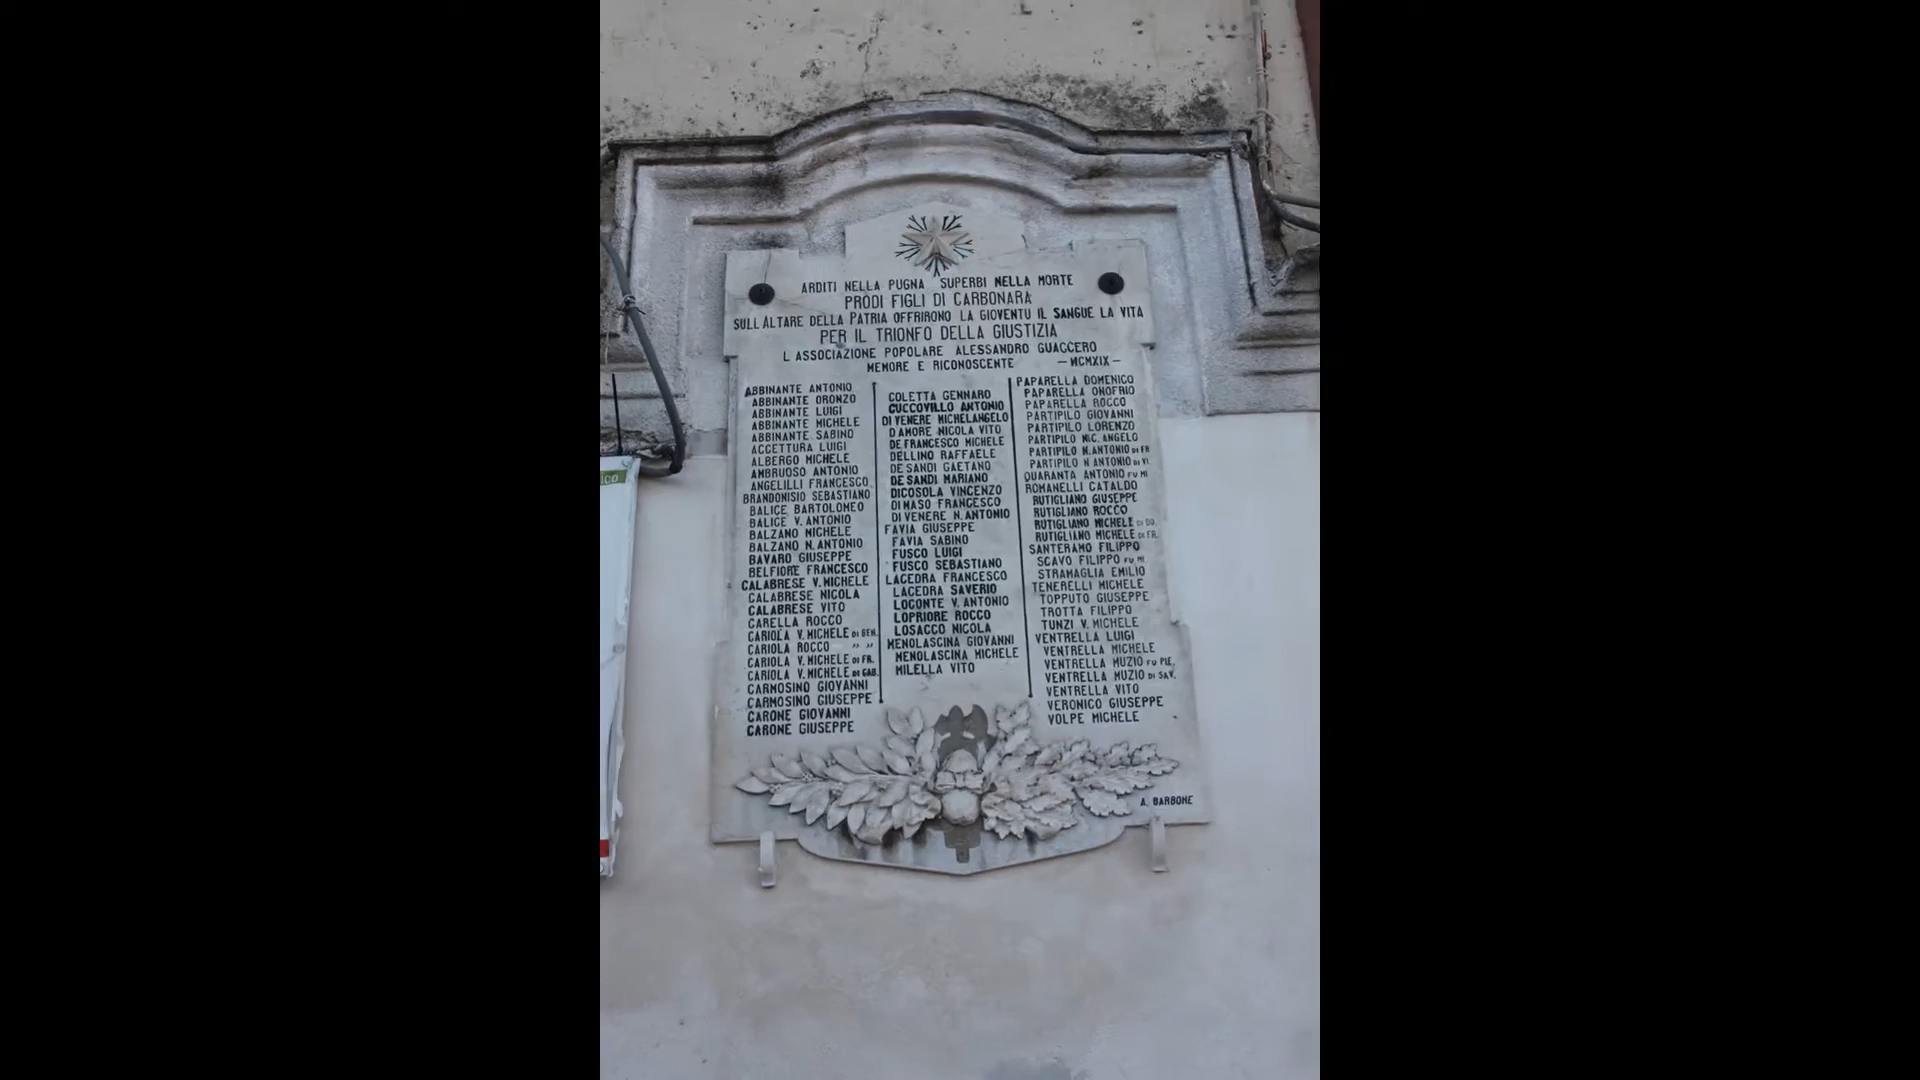 ARDITI NELLA PUGNA SUPERBI NELLA MORTE
PRODI FIGLI DI CARBONARA
SULL ALTARE DELLA PATRIA OFFRIRONO LA GIOVENTU IL SANGUE LA VITA
PER IL TRIONFO DELLA GIUSTIZIA
L ASSOCIAZIONE POPOLARE ALESSANDRO GUACCERO
MEMORE E RICONOSCENTE — MCMXIX —
ABBINANTE ANTONIO
ABBINANTE ORONZO
ABBINANTE LUIGI
ABBINANTE MICHELE
ABBINANTE SABINO
ACCETTURA LUIGI
ALBERGO MICHELE
AMBRUOSO ANTONIO
ANGELILLI FRANCESCO
BRANDONISIO SEBASTIANO
BALICE BARTOLOMEO
BALICE V. ANTONIO
BALZANO MICHELE
BALZANO N. ANTONIO
BAVARO GIUSEPPE
BELFIORE FRANCESCO
CALABRESE V. MICHELE
CALABRESE NICOLA
CALABRESE VITO
CARELLA ROCCO
CARIOLA V. MICHELE DI GEN.
CARIOLA ROCCO " "
CARIOLA V. MICHELE DI FR.
CARIOLA V. MICHELE DI GAB.
CARMOSINO GIOVANNI
CARMOSINO GIUSEPPE
CARONE GIOVANNI
CARONE GIUSEPPE
COLETTA GENNARO
CUCCOVILLO ANTONIO
DI VENERE MICHELANGELO
D'AMORE NICOLA VITO
DE FRANCESCO MICHELE
DELLINO RAFFAELE
DE SANDI GAETANO
DE SANDI MARIANO
DICOSOLA VINCENZO
DI MASO FRANCESCO
DI VENERE N. ANTONIO
FAVIA GIUSEPPE
FAVIA SABINO
FUSCO LUIGI
FUSCO SEBASTIANO
LACEDRA FRANCESCO
LACEDRA SAVERIO
LOCONTE V. ANTONIO
LOPRIORE ROCCO
LOSACCO NICOLA
MENOLASCINA GIOVANNI
MENOLASCINA MICHELE
MILELLA VITO
PAPARELLA DOMENICO
PAPARELLA ONOFRIO
PAPARELLA ROCCO
PARTIPILO GIOVANNI
PARTIPILO LORENZO
PARTIPILO NIC. ANGELO
PARTIPILO N. ANTONIO DI FR
PARTIPILO N ANTONIO DI VI
QUARANTA ANTONIO FU MI
ROMANELLI CATALDO
RUTIGLIANO GIUSEPPE
RUTIGLIANO ROCCO
RUTIGLIANO MICHELE DI DO.
RUTIGLIANO MICHELE DI FR.
SANTERAMO FILIPPO
SCAVO FILIPPO FU MI
STRAMAGLIA EMILIO
TENERELLI MICHELE
TOPPUTO GIUSEPPE
TROTTA FILIPPO
TUNZI V. MICHELE
VENTRELLA LUIGI
VENTRELLA MICHELE
VENTRELLA MUZIO FU PIE.
VENTRELLA MUZIO DI SAV.
VENTRELLA VITO
VERONICO GIUSEPPE
VOLPE MICHELE
A. BARBONE